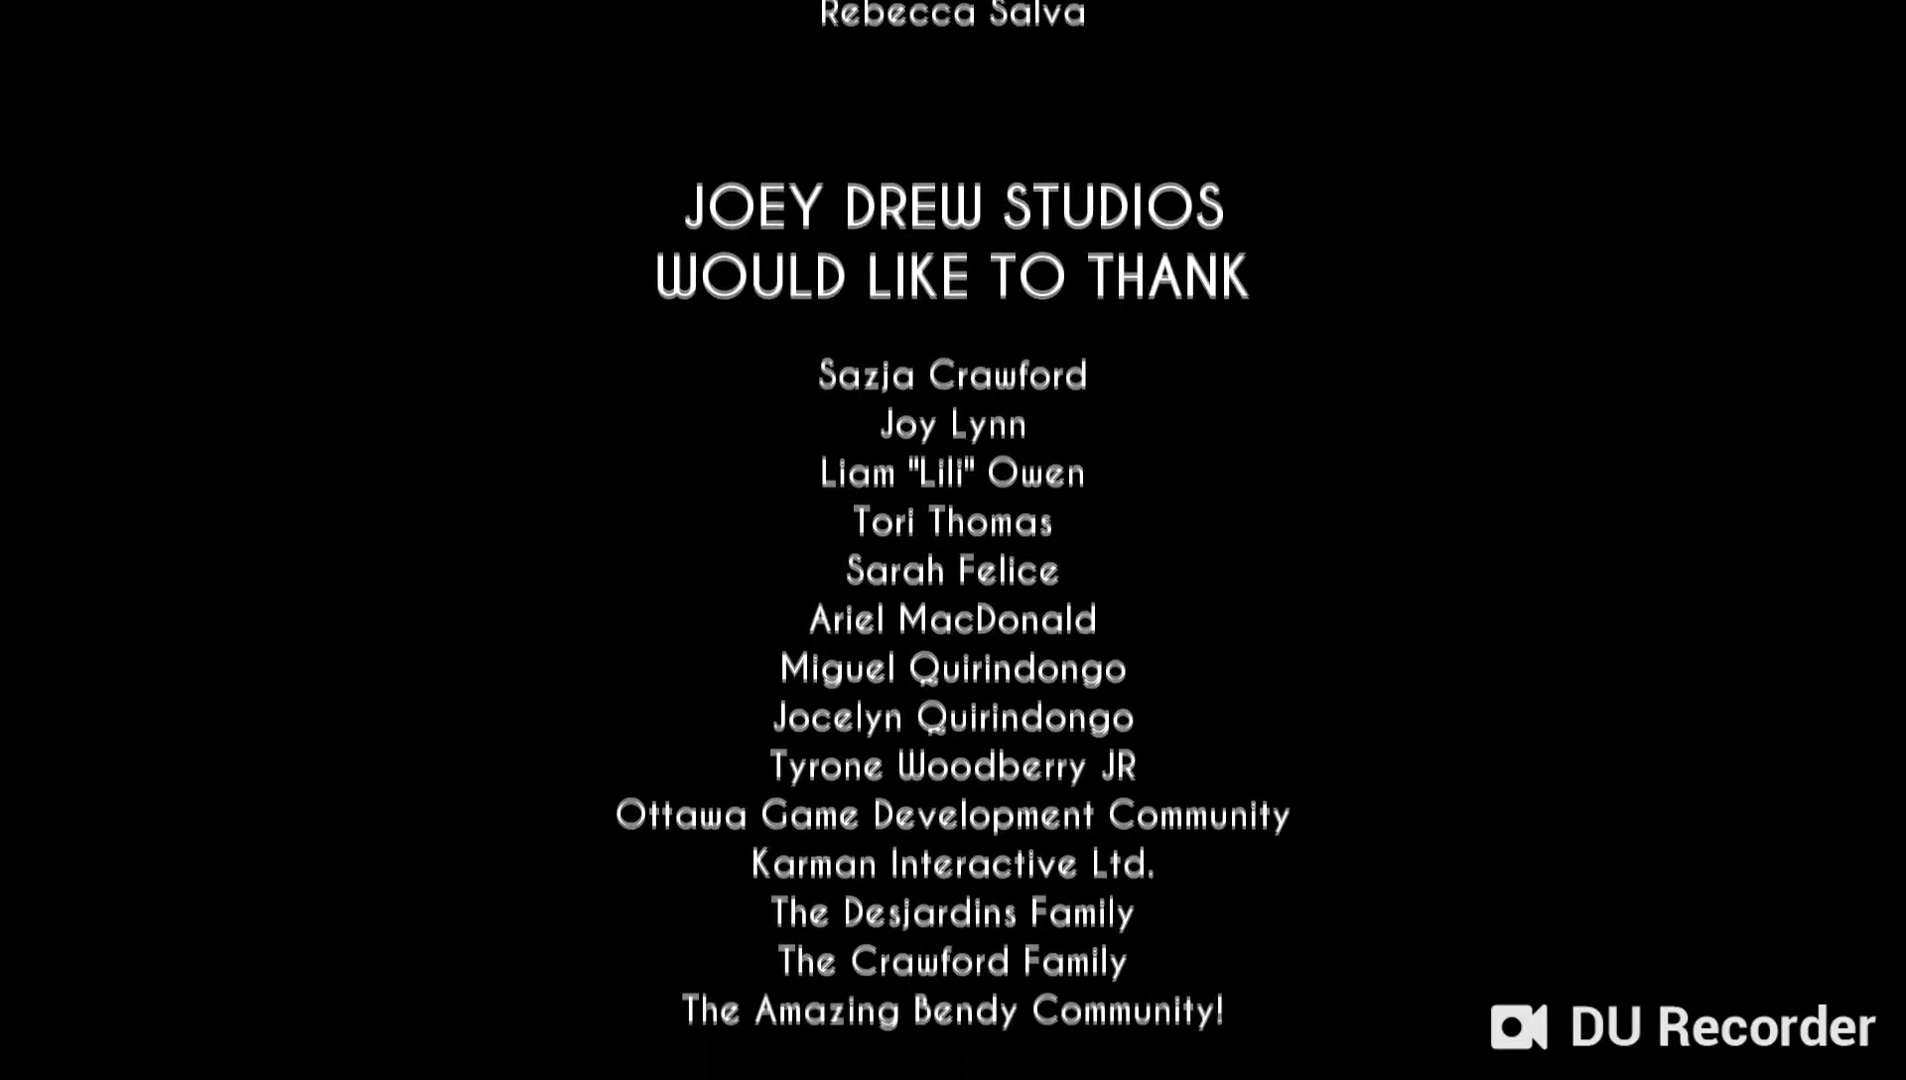 Rebecca Salva
JOEY DREW STUDIOS
WOULD LIKE TO THANK
Sazja Crawford
Joy Lynn
Liam "Lili" Owen
Tori Thomas
Sarah Felice
Ariel MacDonald
Miguel Quirindongo
Jocelyn Quirindongo
Tyrone Woodberry JR
Ottawa Game Development Community
Karman Interactive Ltd.
The Desjardins Family
The Crawford Family
The Amazing Bendy Community!
DU Recorder